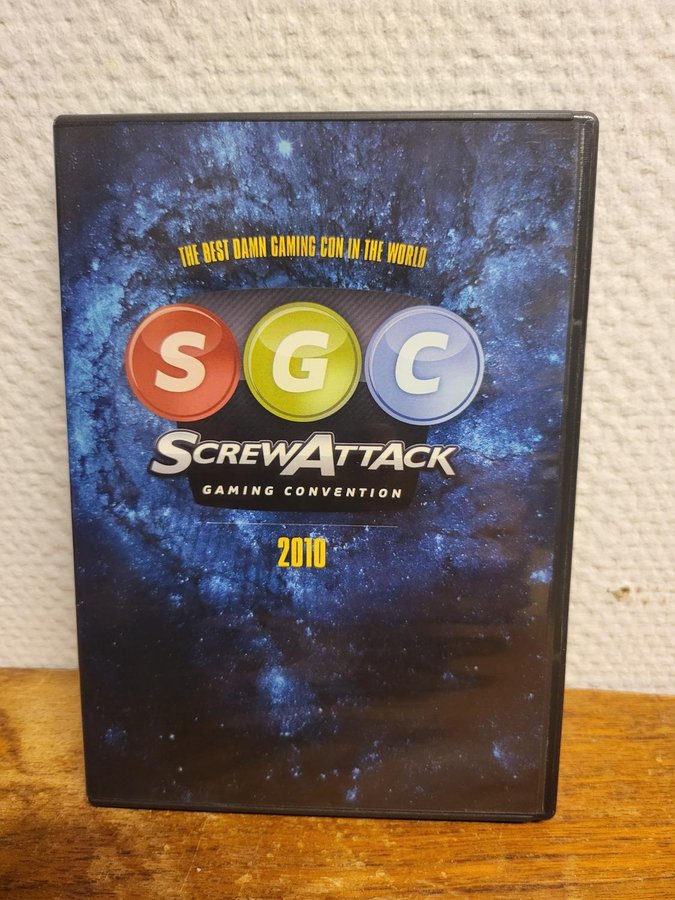 THE BEST DAMN GAMING CON IN THE WORLD
SGC
SCREWATTACK
GAMING CONVENTION
2010